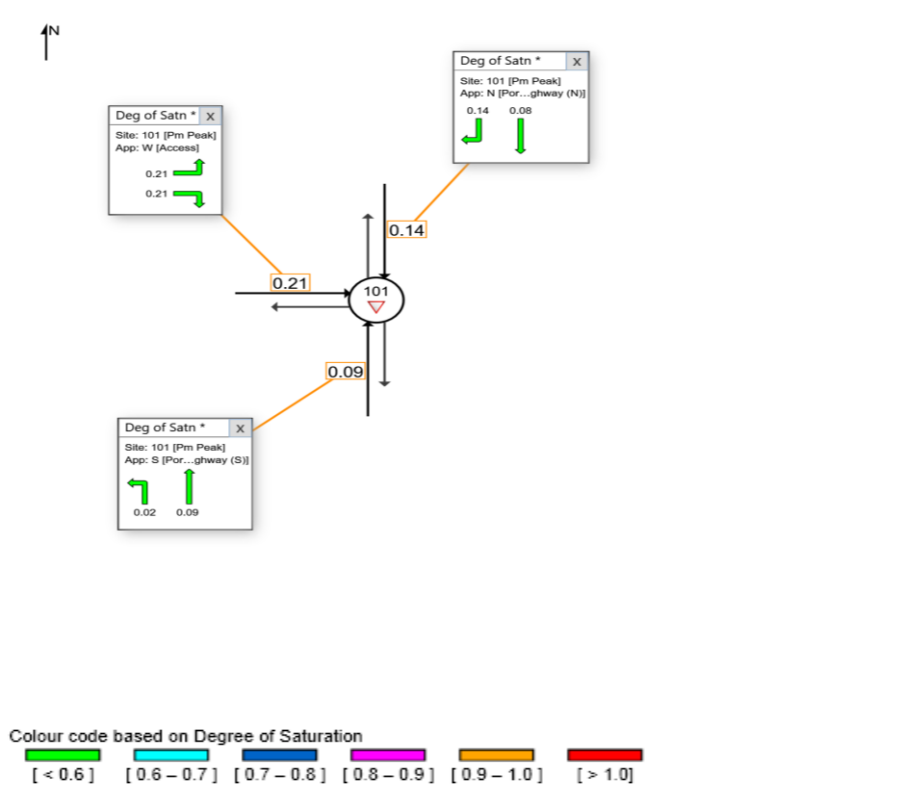 N
Deg of Satn * x
Site: 101 [Pm Peak]
App: N [Por...ghway (N)]
0.14 0.08
Deg of Satn * x
Site: 101 [Pm Peak]
App: W [Access]
0.21
0.21
0.14
0.21
101
0.09
Deg of Satn * x
Site: 101 [Pm Peak]
App: S [Por...ghway (S)]
0.02 0.09
Colour code based on Degree of Saturation
[ < 0.6 ] [ 0.6 – 0.7 ] [ 0.7 – 0.8 ] [ 0.8 – 0.9 ] [ 0.9 – 1.0 ] [ > 1.0]